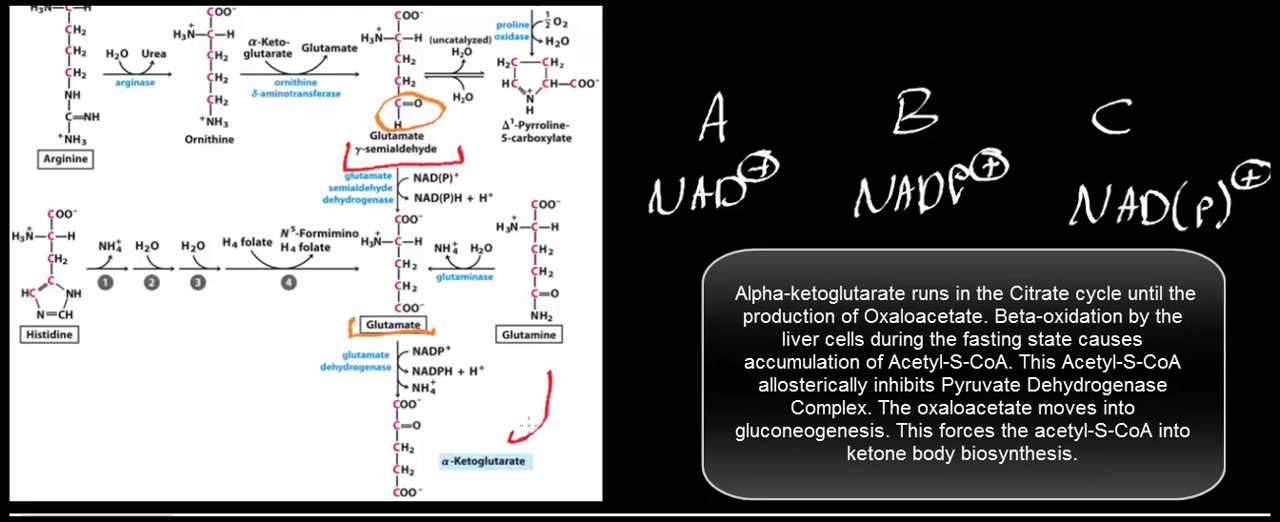 H₃N⁺—C—H
CH₂
CH₂
CH₂
NH
C=NH
⁺NH₃
Arginine
H₂O Urea
arginase
COO⁻
H₃N⁺—C—H
CH₂
CH₂
CH₂
⁺NH₃
Ornithine
α-Keto-
glutarate
Glutamate
ornithine
δ-aminotransferase
COO⁻
H₃N⁺—C—H
CH₂
CH₂
C=O
H
Glutamate
γ-semialdehyde
(uncatalyzed)
H₂O
H₂O
proline
oxidase
½O₂
H₂O
H₂C CH₂
HC CH—COO⁻
N⁺
H
Δ¹-Pyrroline-
5-carboxylate
glutamate
semialdehyde
dehydrogenase
NAD(P)⁺
NAD(P)H + H⁺
COO⁻
H₃N⁺—C—H
CH₂
C
HC NH
N=CH
Histidine
NH₄⁺ H₂O H₂O
1 2 3
H₄ folate
N⁵-Formimino
H₄ folate
4
COO⁻
H₃N⁺—C—H
CH₂
CH₂
COO⁻
Glutamate
NH₄⁺ H₂O
glutaminase
COO⁻
H₃N⁺—C—H
CH₂
CH₂
C=O
NH₂
Glutamine
glutamate
dehydrogenase
NADP⁺
NADPH + H⁺
NH₄⁺
COO⁻
C=O
CH₂
CH₂
COO⁻
α-Ketoglutarate
A B C
NAD⁺ NADP⁺ NAD(P)⁺
Alpha-ketoglutarate runs in the Citrate cycle until the
production of Oxaloacetate. Beta-oxidation by the
liver cells during the fasting state causes
accumulation of Acetyl-S-CoA. This Acetyl-S-CoA
allosterically inhibits Pyruvate Dehydrogenase
Complex. The oxaloacetate moves into
gluconeogenesis. This forces the acetyl-S-CoA into
ketone body biosynthesis.